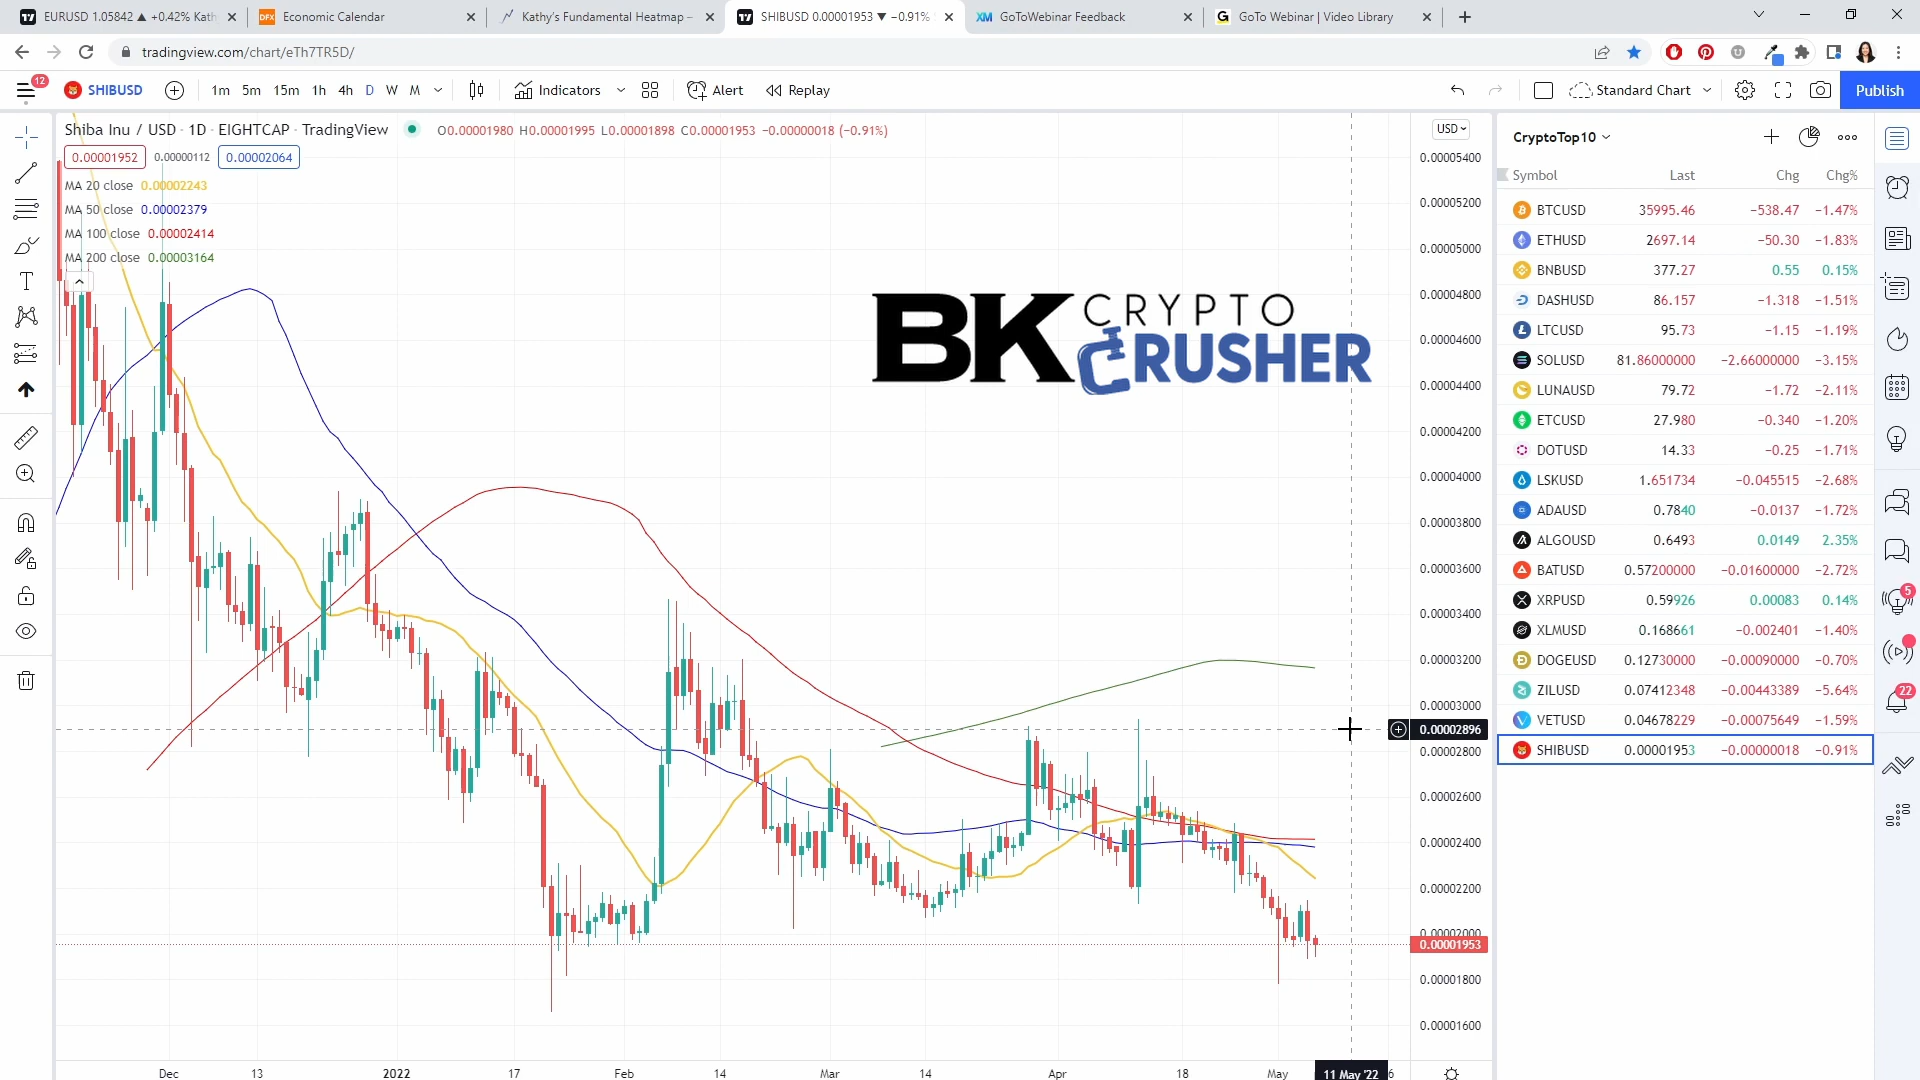 EURUSD 1.05842 ▲ +0.42% Kath
Economic Calendar
Kathy's Fundamental Heatmap –
SHIBUSD 0.00001953 ▼ −0.91%
XM GoToWebinar Feedback
GoTo Webinar | Video Library
tradingview.com/chart/eTh7TR5D/
12
SHIBUSD
1m 5m 15m 1h 4h D W M
Indicators
Alert
Replay
Standard Chart
Publish
Shiba Inu / USD · 1D · EIGHTCAP · TradingView
O0.00001980 H0.00001995 L0.00001898 C0.00001953 −0.00000018 (−0.91%)
0.00001952 0.00000112 0.00002064
MA 20 close 0.00002243
MA 50 close 0.00002379
MA 100 close 0.00002414
MA 200 close 0.00003164
BK CRYPTO
CRUSHER
USD
0.00005400
0.00005200
0.00005000
0.00004800
0.00004600
0.00004400
0.00004200
0.00004000
0.00003800
0.00003600
0.00003400
0.00003200
0.00003000
0.00002896
0.00002800
0.00002600
0.00002400
0.00002200
0.00002000
0.00001953
0.00001800
0.00001600
Dec 13 2022 17 Feb 14 Mar 14 Apr 18 May 11 May '22 6
CryptoTop10
Symbol Last Chg Chg%
BTCUSD 35995.46 −538.47 −1.47%
ETHUSD 2697.14 −50.30 −1.83%
BNBUSD 377.27 0.55 0.15%
DASHUSD 86.157 −1.318 −1.51%
LTCUSD 95.73 −1.15 −1.19%
SOLUSD 81.86000000 −2.66000000 −3.15%
LUNAUSD 79.72 −1.72 −2.11%
ETCUSD 27.980 −0.340 −1.20%
DOTUSD 14.33 −0.25 −1.71%
LSKUSD 1.651734 −0.045515 −2.68%
ADAUSD 0.7840 −0.0137 −1.72%
ALGOUSD 0.6493 0.0149 2.35%
BATUSD 0.57200000 −0.01600000 −2.72%
XRPUSD 0.59926 0.00083 0.14%
XLMUSD 0.168661 −0.002401 −1.40%
DOGEUSD 0.12730000 −0.00090000 −0.70%
ZILUSD 0.07412348 −0.00443389 −5.64%
VETUSD 0.04678229 −0.00075649 −1.59%
SHIBUSD 0.00001953 −0.00000018 −0.91%
5
22